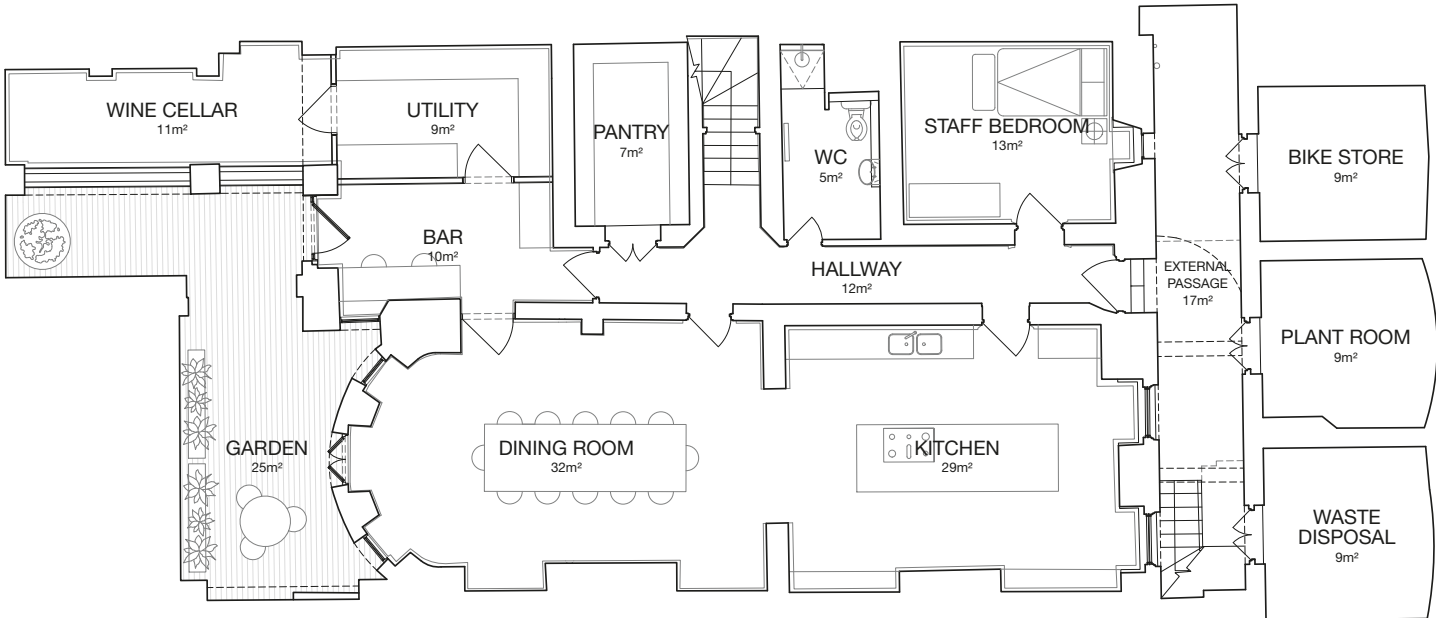 WINE CELLAR
11m²
UTILITY
9m²
PANTRY
7m²
WC
5m²
STAFF BEDROOM
13m²
BIKE STORE
9m²
BAR
10m²
HALLWAY
12m²
EXTERNAL
PASSAGE
17m²
PLANT ROOM
9m²
GARDEN
25m²
DINING ROOM
32m²
KITCHEN
29m²
WASTE
DISPOSAL
9m²